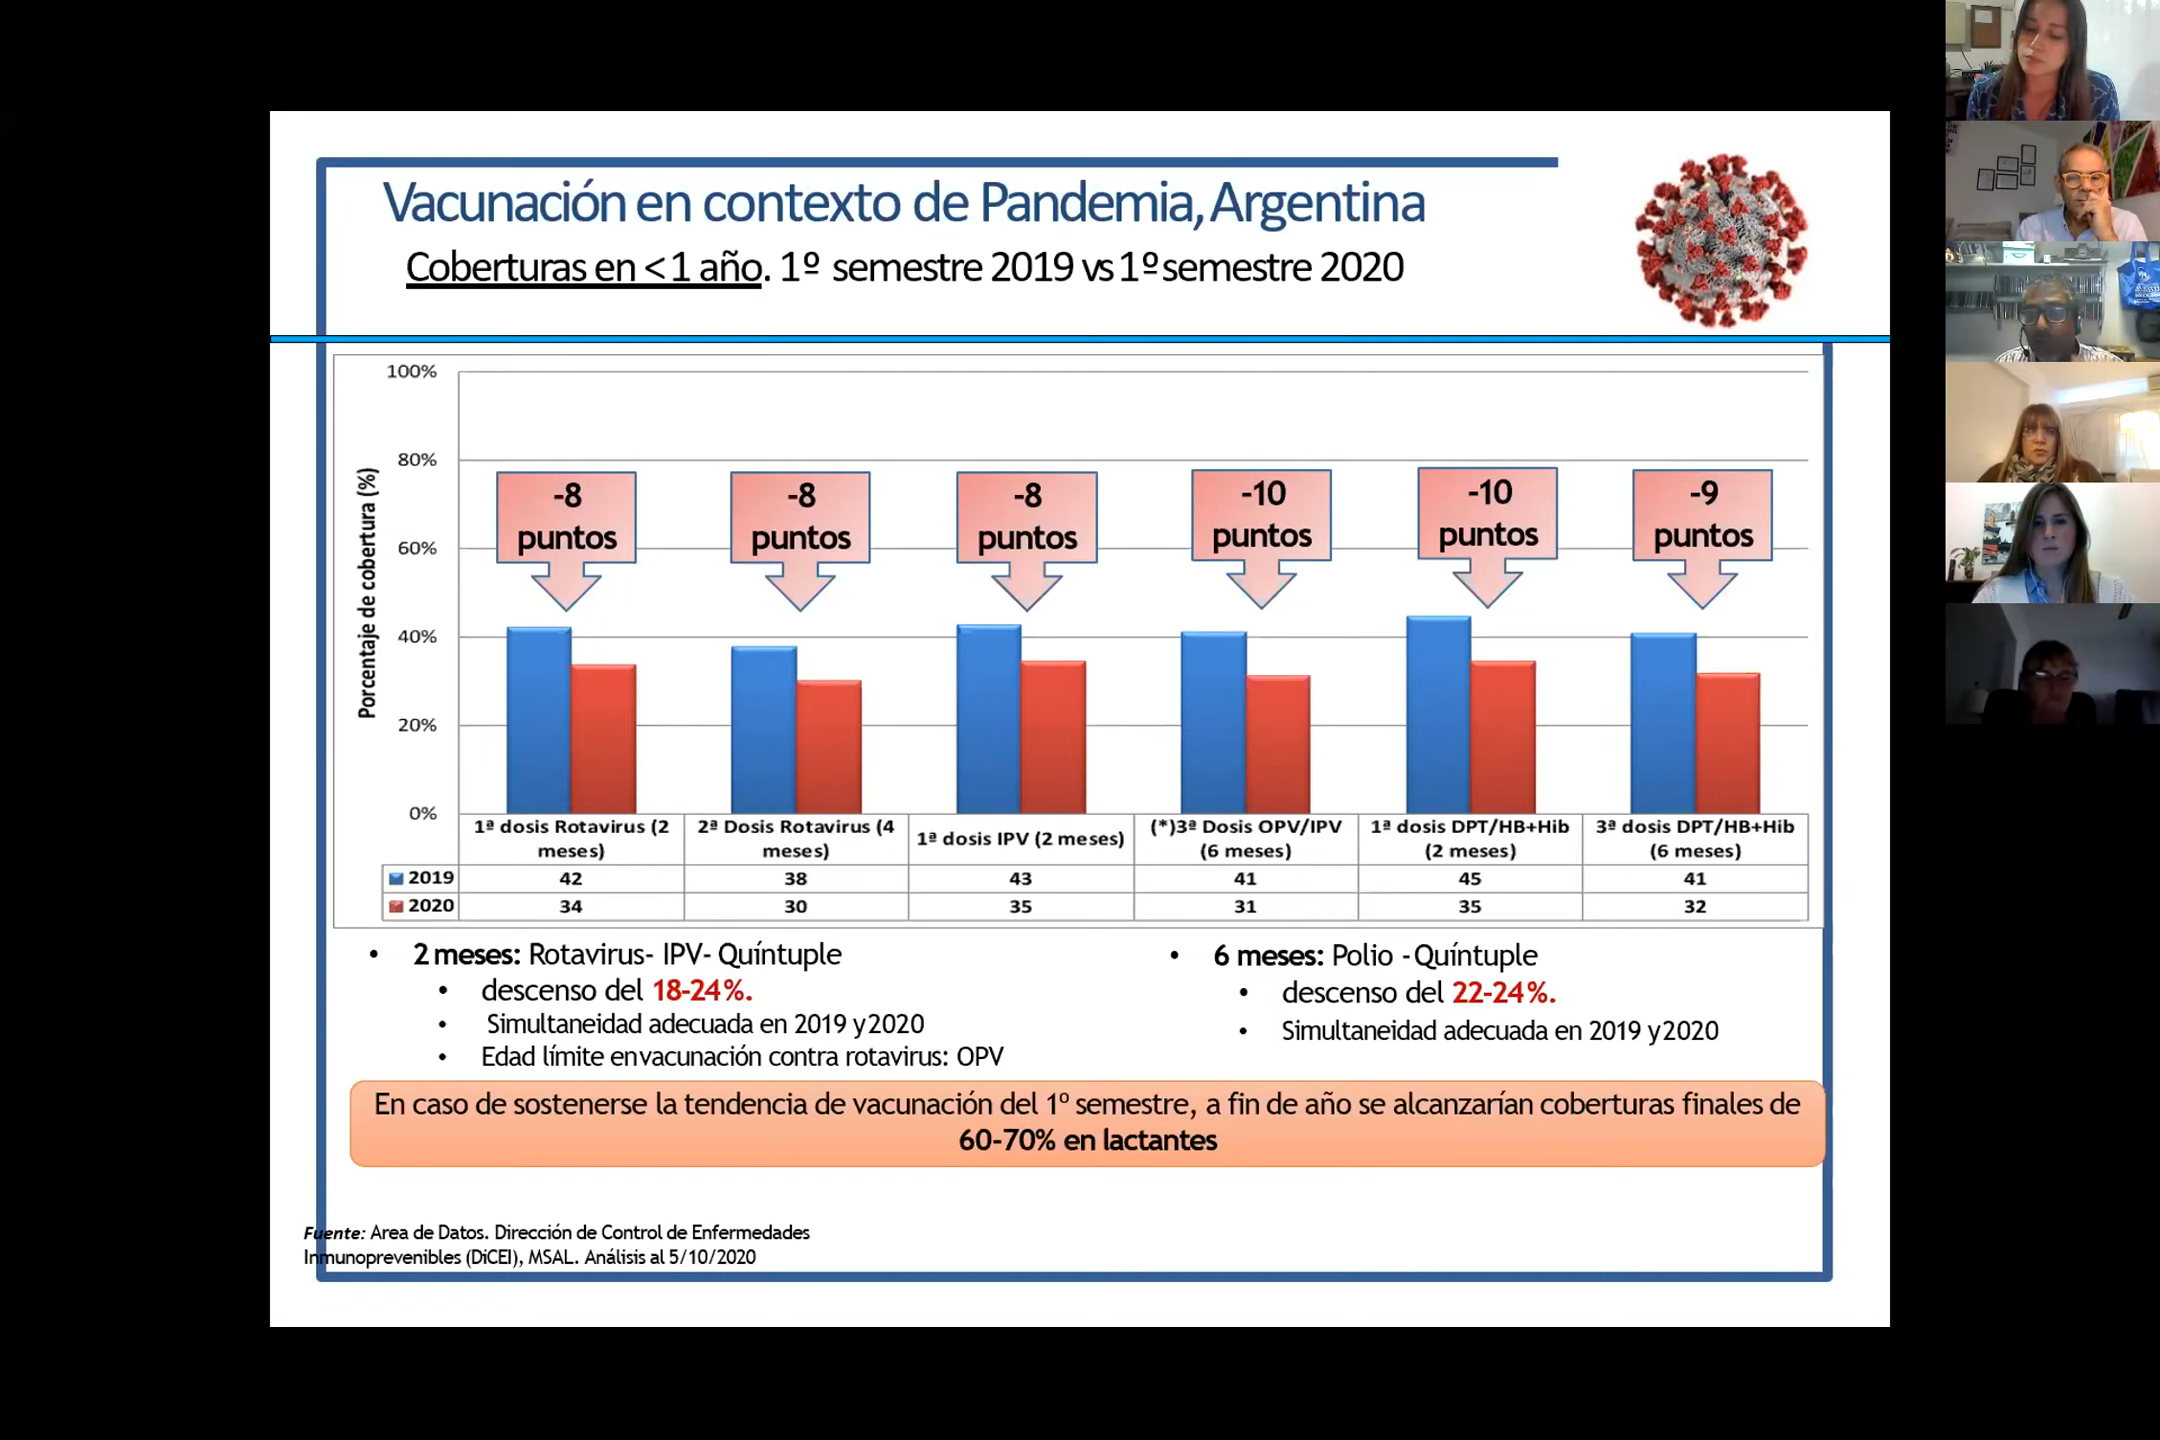 Vacunación en contexto de Pandemia, Argentina
Coberturas en <1 año. 1º semestre 2019 vs 1º semestre 2020
Porcentaje de cobertura (%)
100%
80%
60%
40%
20%
0%
-8 puntos
-8 puntos
-8 puntos
-10 puntos
-10 puntos
-9 puntos
1ª dosis Rotavirus (2 meses)
2ª Dosis Rotavirus (4 meses)
1ª dosis IPV (2 meses)
(*)3ª Dosis OPV/IPV (6 meses)
1ª dosis DPT/HB+Hib (2 meses)
3ª dosis DPT/HB+Hib (6 meses)
2019 42 38 43 41 45 41
2020 34 30 35 31 35 32
• 2 meses: Rotavirus- IPV- Quíntuple
• descenso del 18-24%.
• Simultaneidad adecuada en 2019 y 2020
• Edad límite en vacunación contra rotavirus: OPV
• 6 meses: Polio - Quíntuple
• descenso del 22-24%.
• Simultaneidad adecuada en 2019 y 2020
En caso de sostenerse la tendencia de vacunación del 1º semestre, a fin de año se alcanzarían coberturas finales de
60-70% en lactantes
Fuente: Area de Datos. Dirección de Control de Enfermedades
Inmunoprevenibles (DiCEI), MSAL. Análisis al 5/10/2020